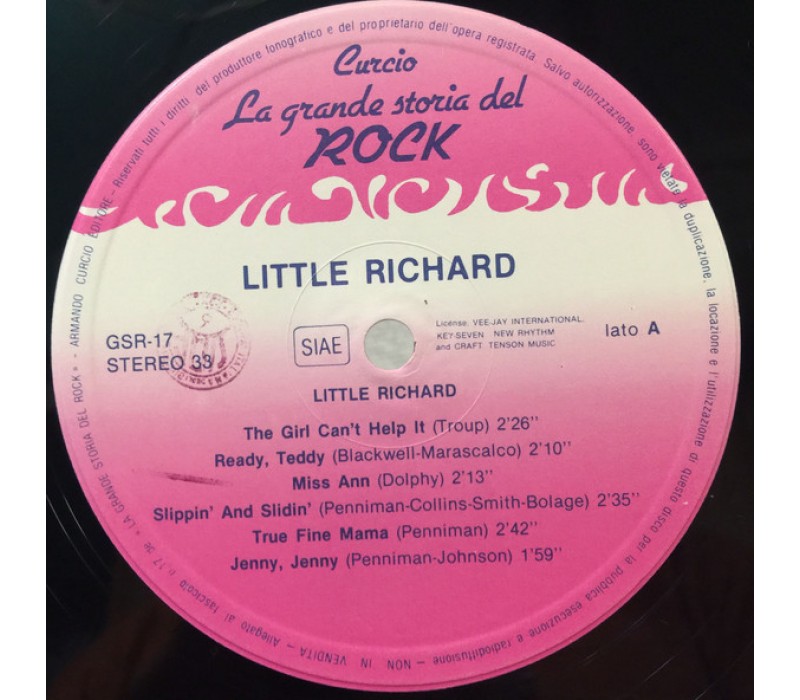 Riservati tutti i diritti del produttore fonografico e del proprietario dell'opera registrata. Salvo autorizzazione, sono vietate la duplicazione, la locazione e l'utilizzazione di questo disco per la pubblica esecuzione e radiodiffusione. — NON IN VENDITA — Allegato al fascicolo n. 17 de «LA GRANDE STORIA DEL ROCK» - ARMANDO CURCIO EDITORE -
Curcio
La grande storia del
ROCK
LITTLE RICHARD
GSR-17
STEREO 33
SIAE
License. VEE-JAY INTERNATIONAL.
KEY-SEVEN NEW RHYTHM
and CRAFT TENSON MUSIC
lato A
LITTLE RICHARD
The Girl Can't Help It (Troup) 2'26''
Ready, Teddy (Blackwell-Marascalco) 2'10''
Miss Ann (Dolphy) 2'13''
Slippin' And Slidin' (Penniman-Collins-Smith-Bolage) 2'35''
True Fine Mama (Penniman) 2'42''
Jenny, Jenny (Penniman-Johnson) 1'59''